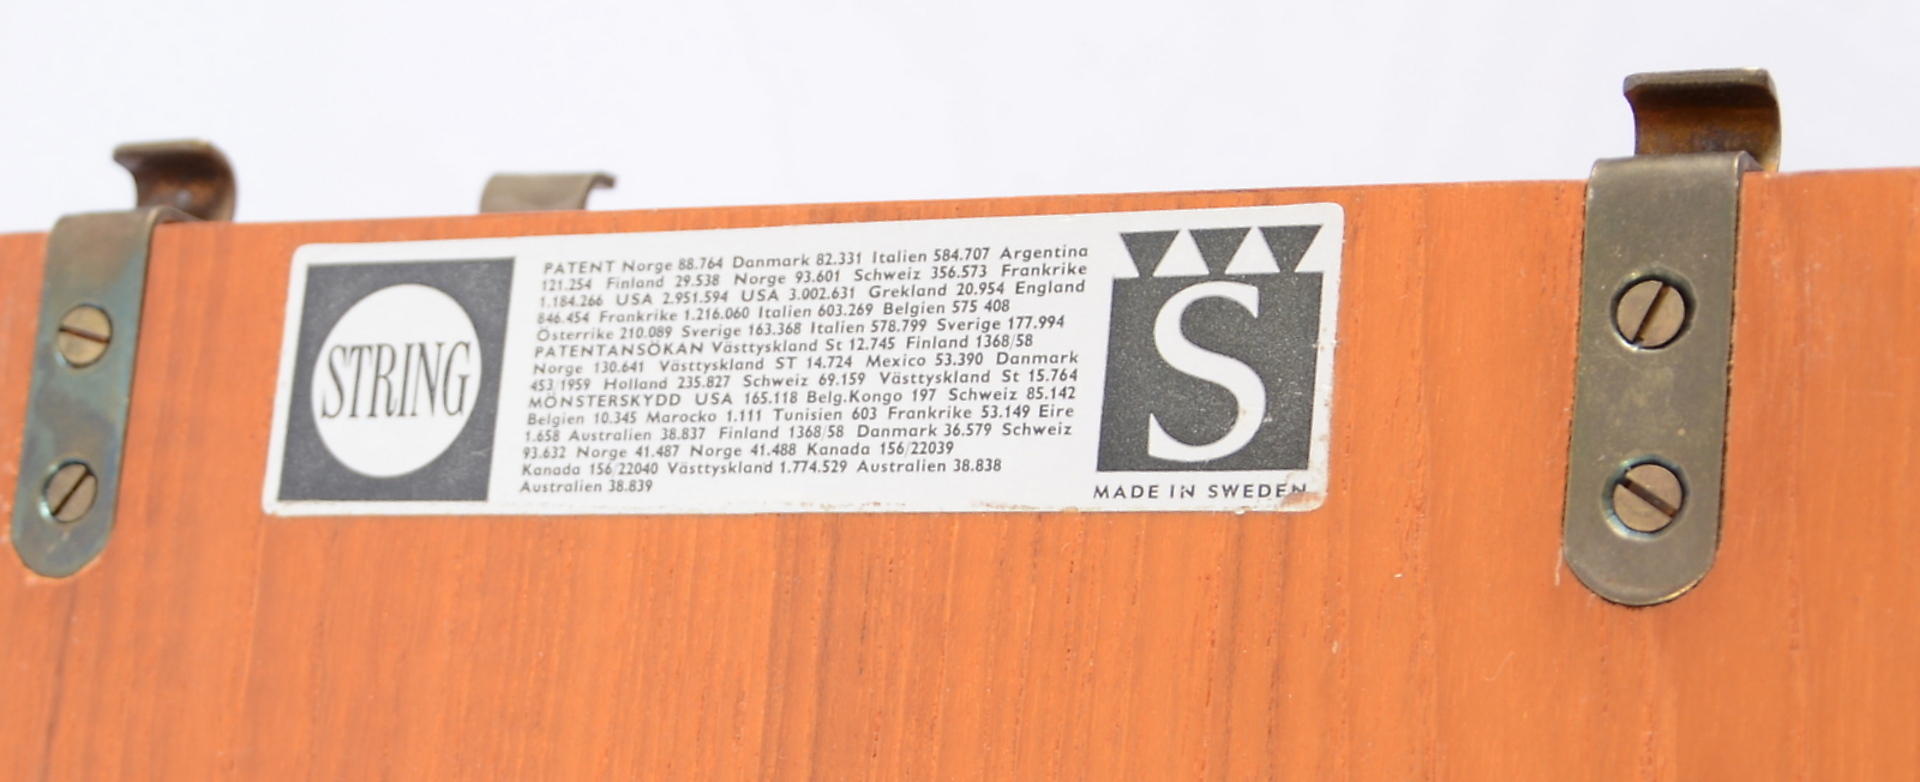 STRING
PATENT Norge 88.764 Danmark 82.331 Italien 584.707 Argentina
121.254 Finland 29.538 Norge 93.601 Schweiz 356.573 Frankrike
1.184.266 USA 2.951.594 USA 3.002.631 Grekland 20.954 England
846.454 Frankrike 1.216.060 Italien 603.269 Belgien 575 408
Österrike 210.089 Sverige 163.368 Italien 578.799 Sverige 177.994
PATENTANSÖKAN Västtyskland St 12.745 Finland 1368/58
Norge 130.641 Västtyskland ST 14.724 Mexico 53.390 Danmark
453/1959 Holland 235.827 Schweiz 69.159 Västtyskland St 15.764
MÖNSTERSKYDD USA 165.118 Belg.Kongo 197 Schweiz 85.142
Belgien 10.345 Marocko 1.111 Tunisien 603 Frankrike 53.149 Eire
1.658 Australien 38.837 Finland 1368/58 Danmark 36.579 Schweiz
93.632 Norge 41.487 Norge 41.488 Kanada 156/22039
Kanada 156/22040 Västtyskland 1.774.529 Australien 38.838
Australien 38.839
S
MADE IN SWEDEN